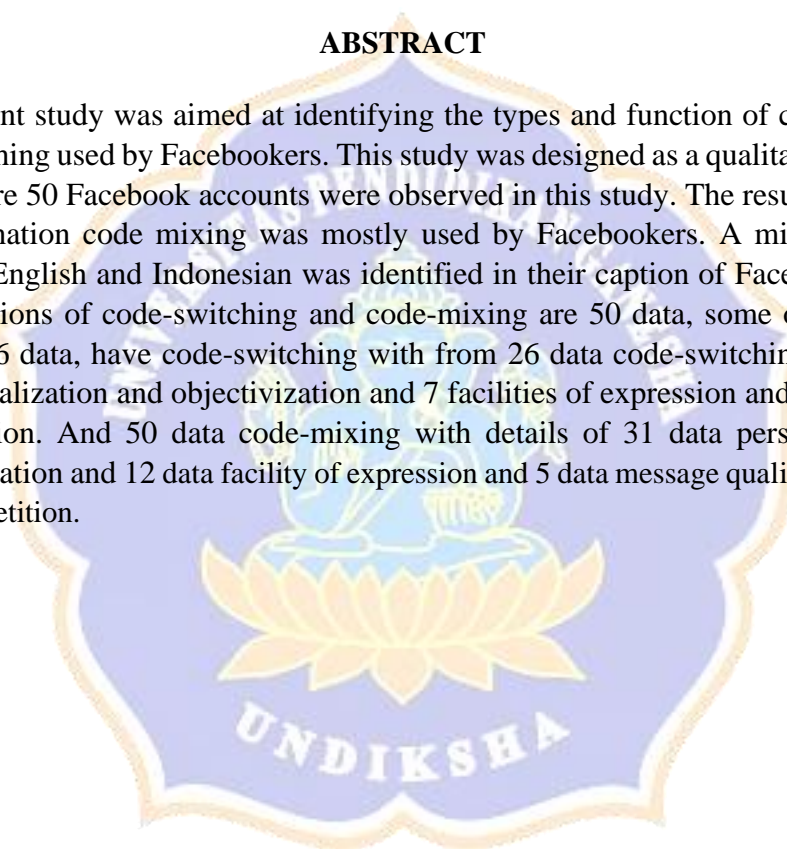 ABSTRACT
nt study was aimed at identifying the types and function of c
ning used by Facebookers. This study was designed as a qualita
re 50 Facebook accounts were observed in this study. The resu
nation code mixing was mostly used by Facebookers. A mi
English and Indonesian was identified in their caption of Face
ions of code-switching and code-mixing are 50 data, some o
6 data, have code-switching with from 26 data code-switchin
alization and objectivization and 7 facilities of expression and
ion. And 50 data code-mixing with details of 31 data pers
ation and 12 data facility of expression and 5 data message quali
etition.
UNIVERSITAS PENDIDIKAN GANESHA
UNDIKSHA